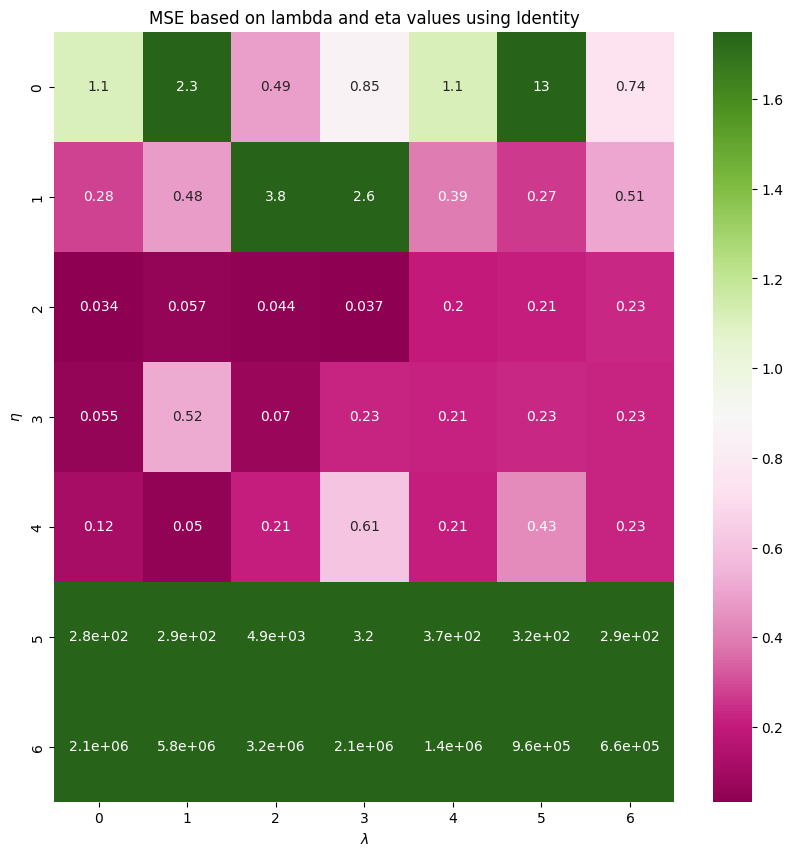 MSE based on lambda and eta values using Identity
0 1.1 2.3 0.49 0.85 1.1 13 0.74
1 0.28 0.48 3.8 2.6 0.39 0.27 0.51
2 0.034 0.057 0.044 0.037 0.2 0.21 0.23
η
3 0.055 0.52 0.07 0.23 0.21 0.23 0.23
4 0.12 0.05 0.21 0.61 0.21 0.43 0.23
5 2.8e+02 2.9e+02 4.9e+03 3.2 3.7e+02 3.2e+02 2.9e+02
6 2.1e+06 5.8e+06 3.2e+06 2.1e+06 1.4e+06 9.6e+05 6.6e+05
0 1 2 3 4 5 6
λ
1.6
1.4
1.2
1.0
0.8
0.6
0.4
0.2